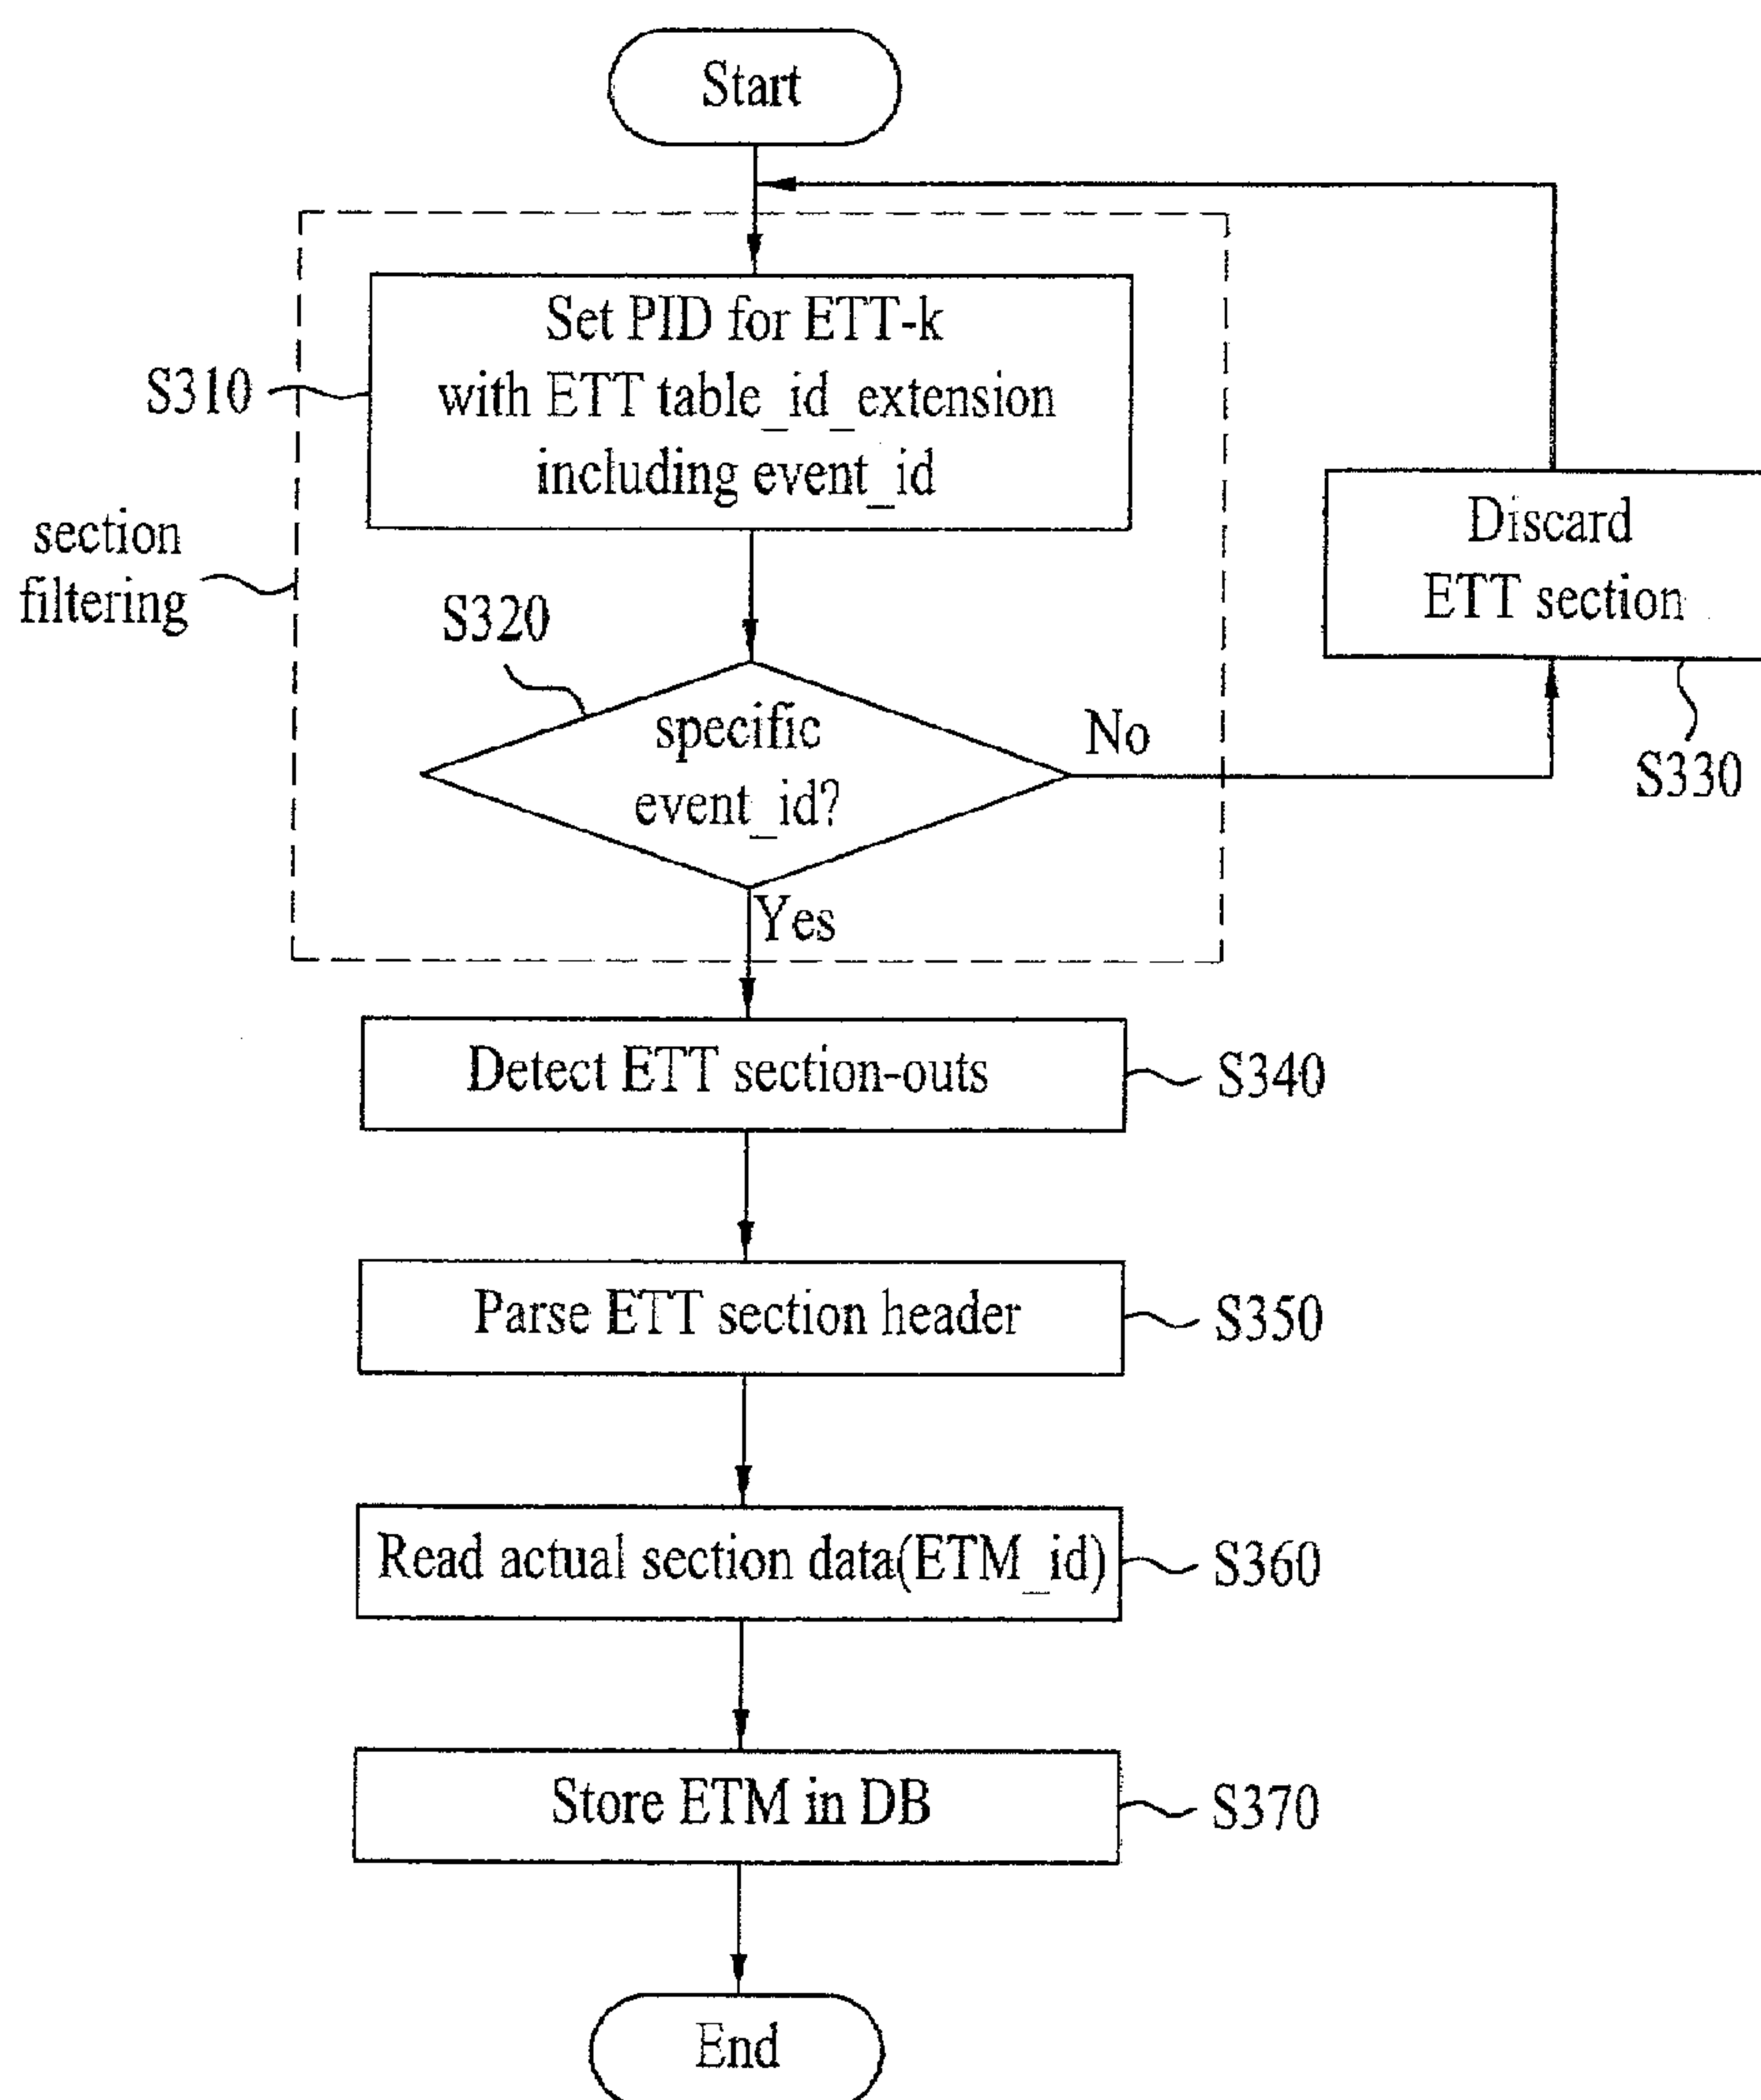 Start
Set PID for ETT-k
with ETT table_id_extension
including event_id
S310
section
filtering
Discard
ETT section
S330
S320
specific
event_id?
No
Yes
Detect ETT section-outs
S340
Parse ETT section header
S350
Read actual section data(ETM_id)
S360
Store ETM in DB
S370
End